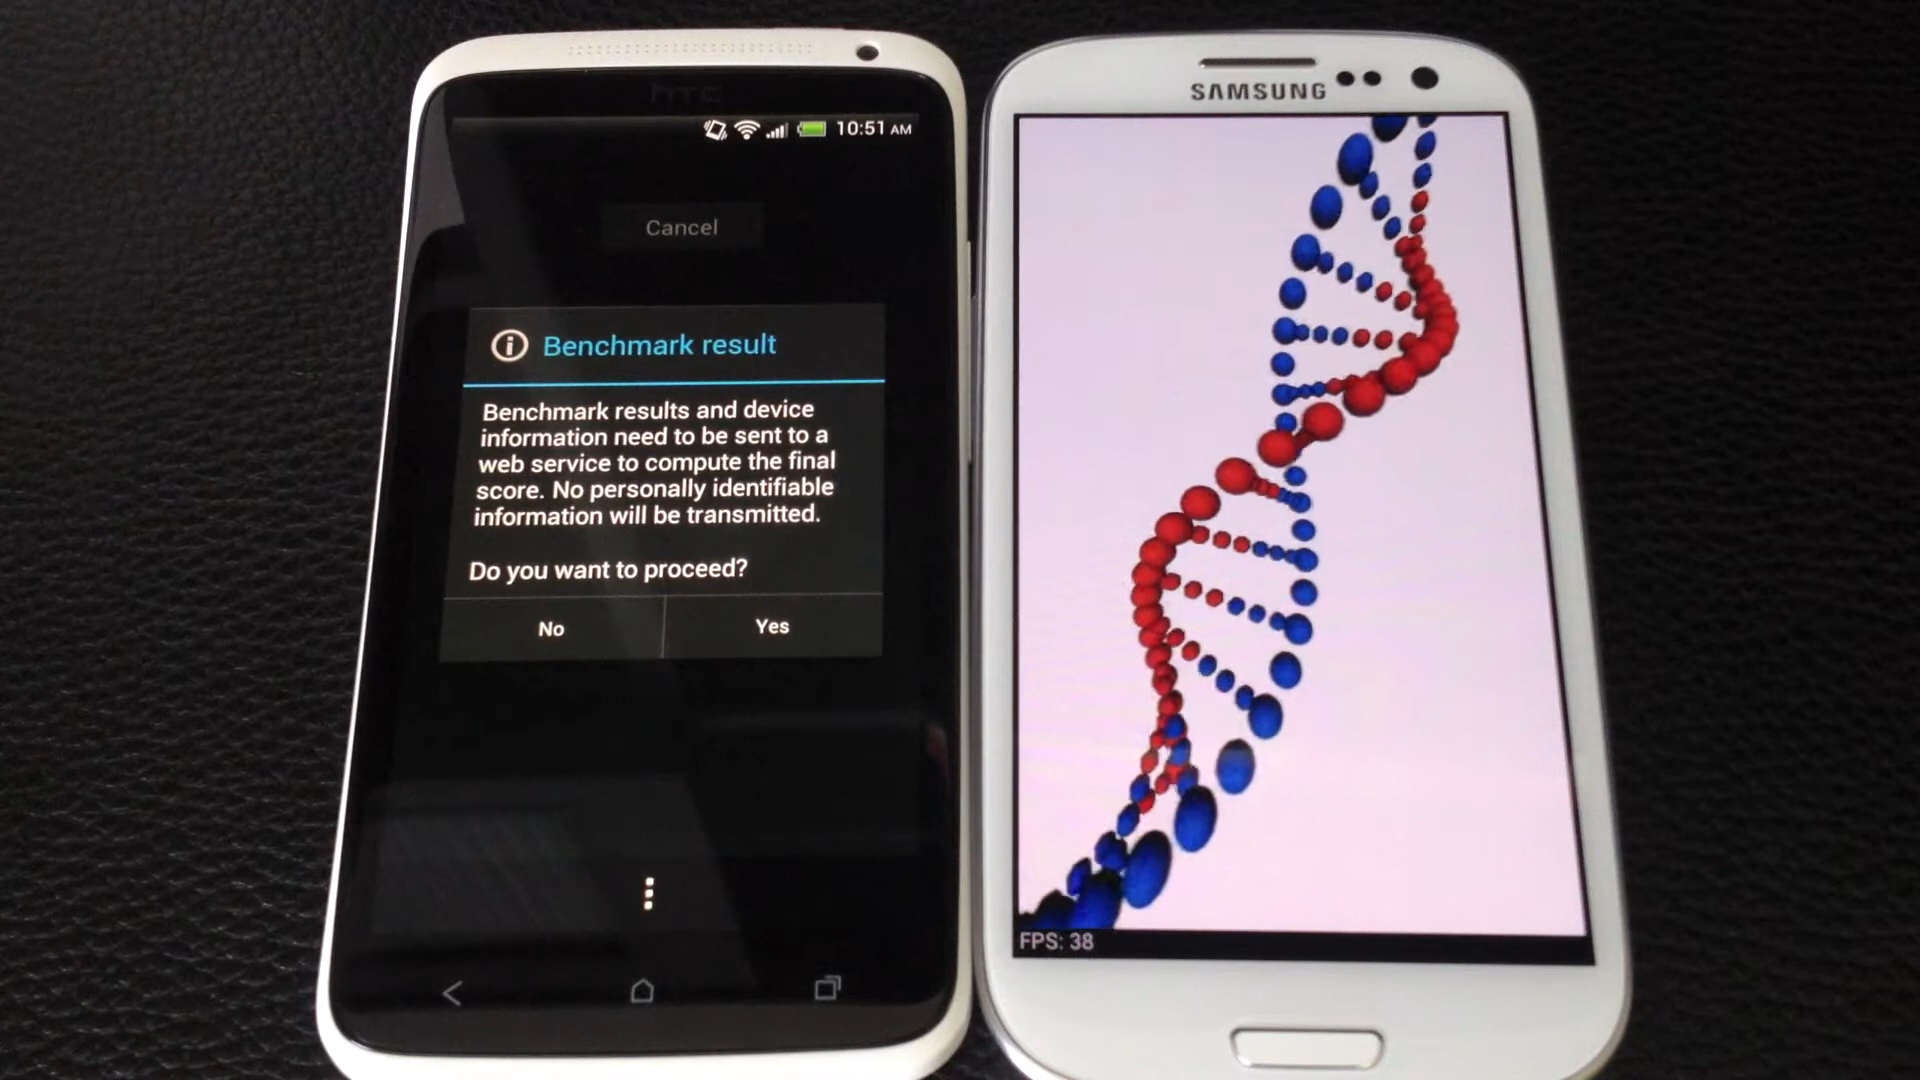 hTC
10:51 AM
Cancel
Benchmark result
Benchmark results and device
information need to be sent to a
web service to compute the final
score. No personally identifiable
information will be transmitted.
Do you want to proceed?
No
Yes
SAMSUNG
FPS: 38